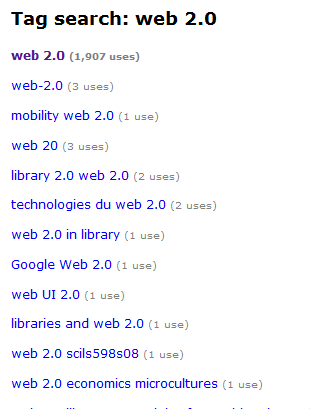 Tag search: web 2.0
web 2.0 (1,907 uses)
web-2.0 (3 uses)
mobility web 2.0 (1 use)
web 20 (3 uses)
library 2.0 web 2.0 (2 uses)
technologies du web 2.0 (2 uses)
web 2.0 in library (1 use)
Google Web 2.0 (1 use)
web UI 2.0 (1 use)
libraries and web 2.0 (1 use)
web 2.0 scils598s08 (1 use)
web 2.0 economics microcultures (1 use)